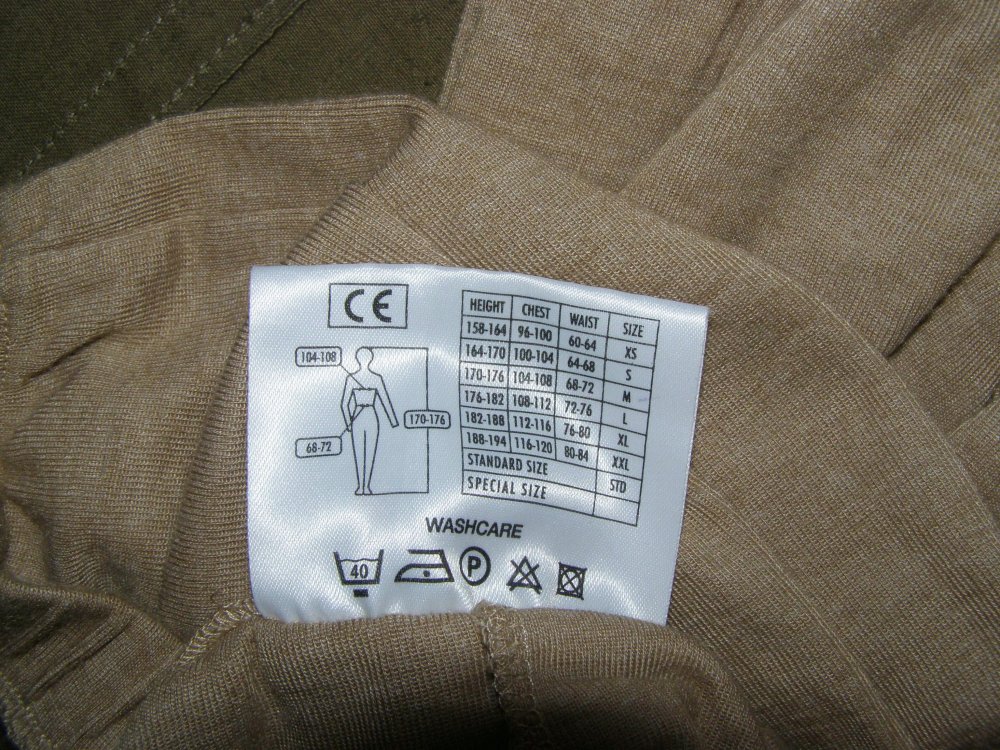 CE
HEIGHT CHEST WAIST SIZE
158-164 96-100 60-64 XS
164-170 100-104 64-68 S
170-176 104-108 68-72 M
176-182 108-112 72-76 L
182-188 112-116 76-80 XL
188-194 116-120 80-84 XXL
STANDARD SIZE STD
SPECIAL SIZE
104-108
170-176
68-72
WASHCARE
40 P